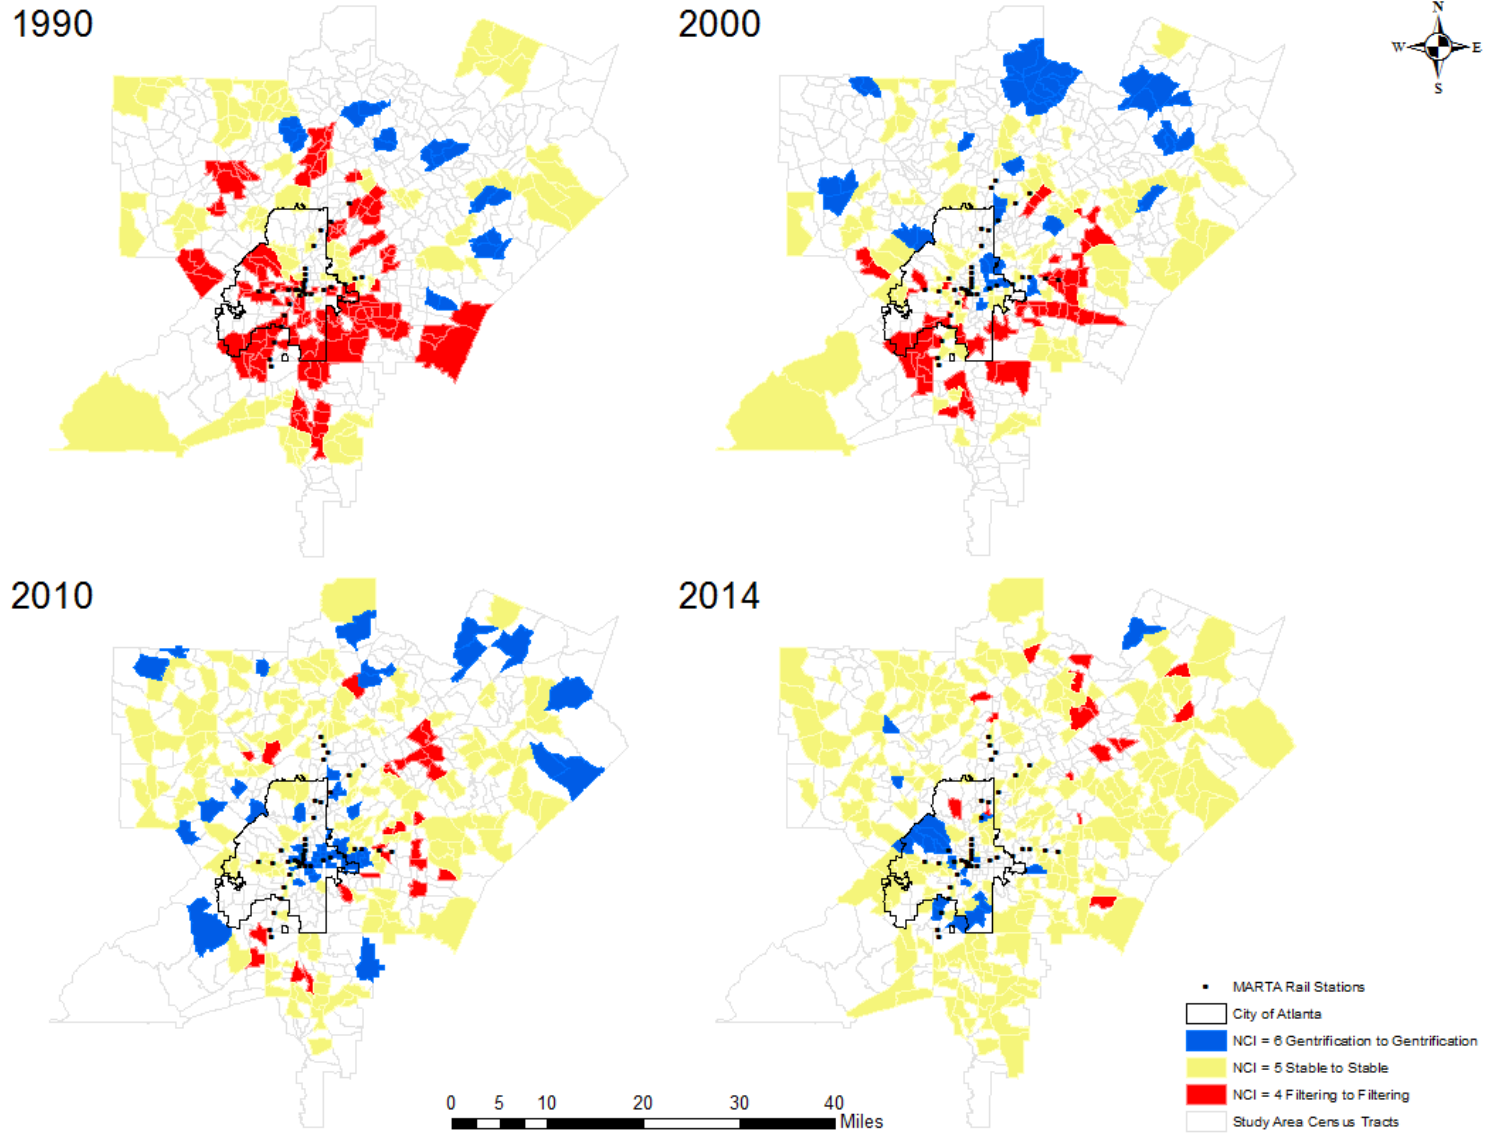 1990
2000
N
W E
S
2010
2014
MARTA Rail Stations
City of Atlanta
NCI = 6 Gentrification to Gentrification
NCI = 5 Stable to Stable
NCI = 4 Filtering to Filtering
Study Area Census Tracts
0 5 10 20 30 40
Miles